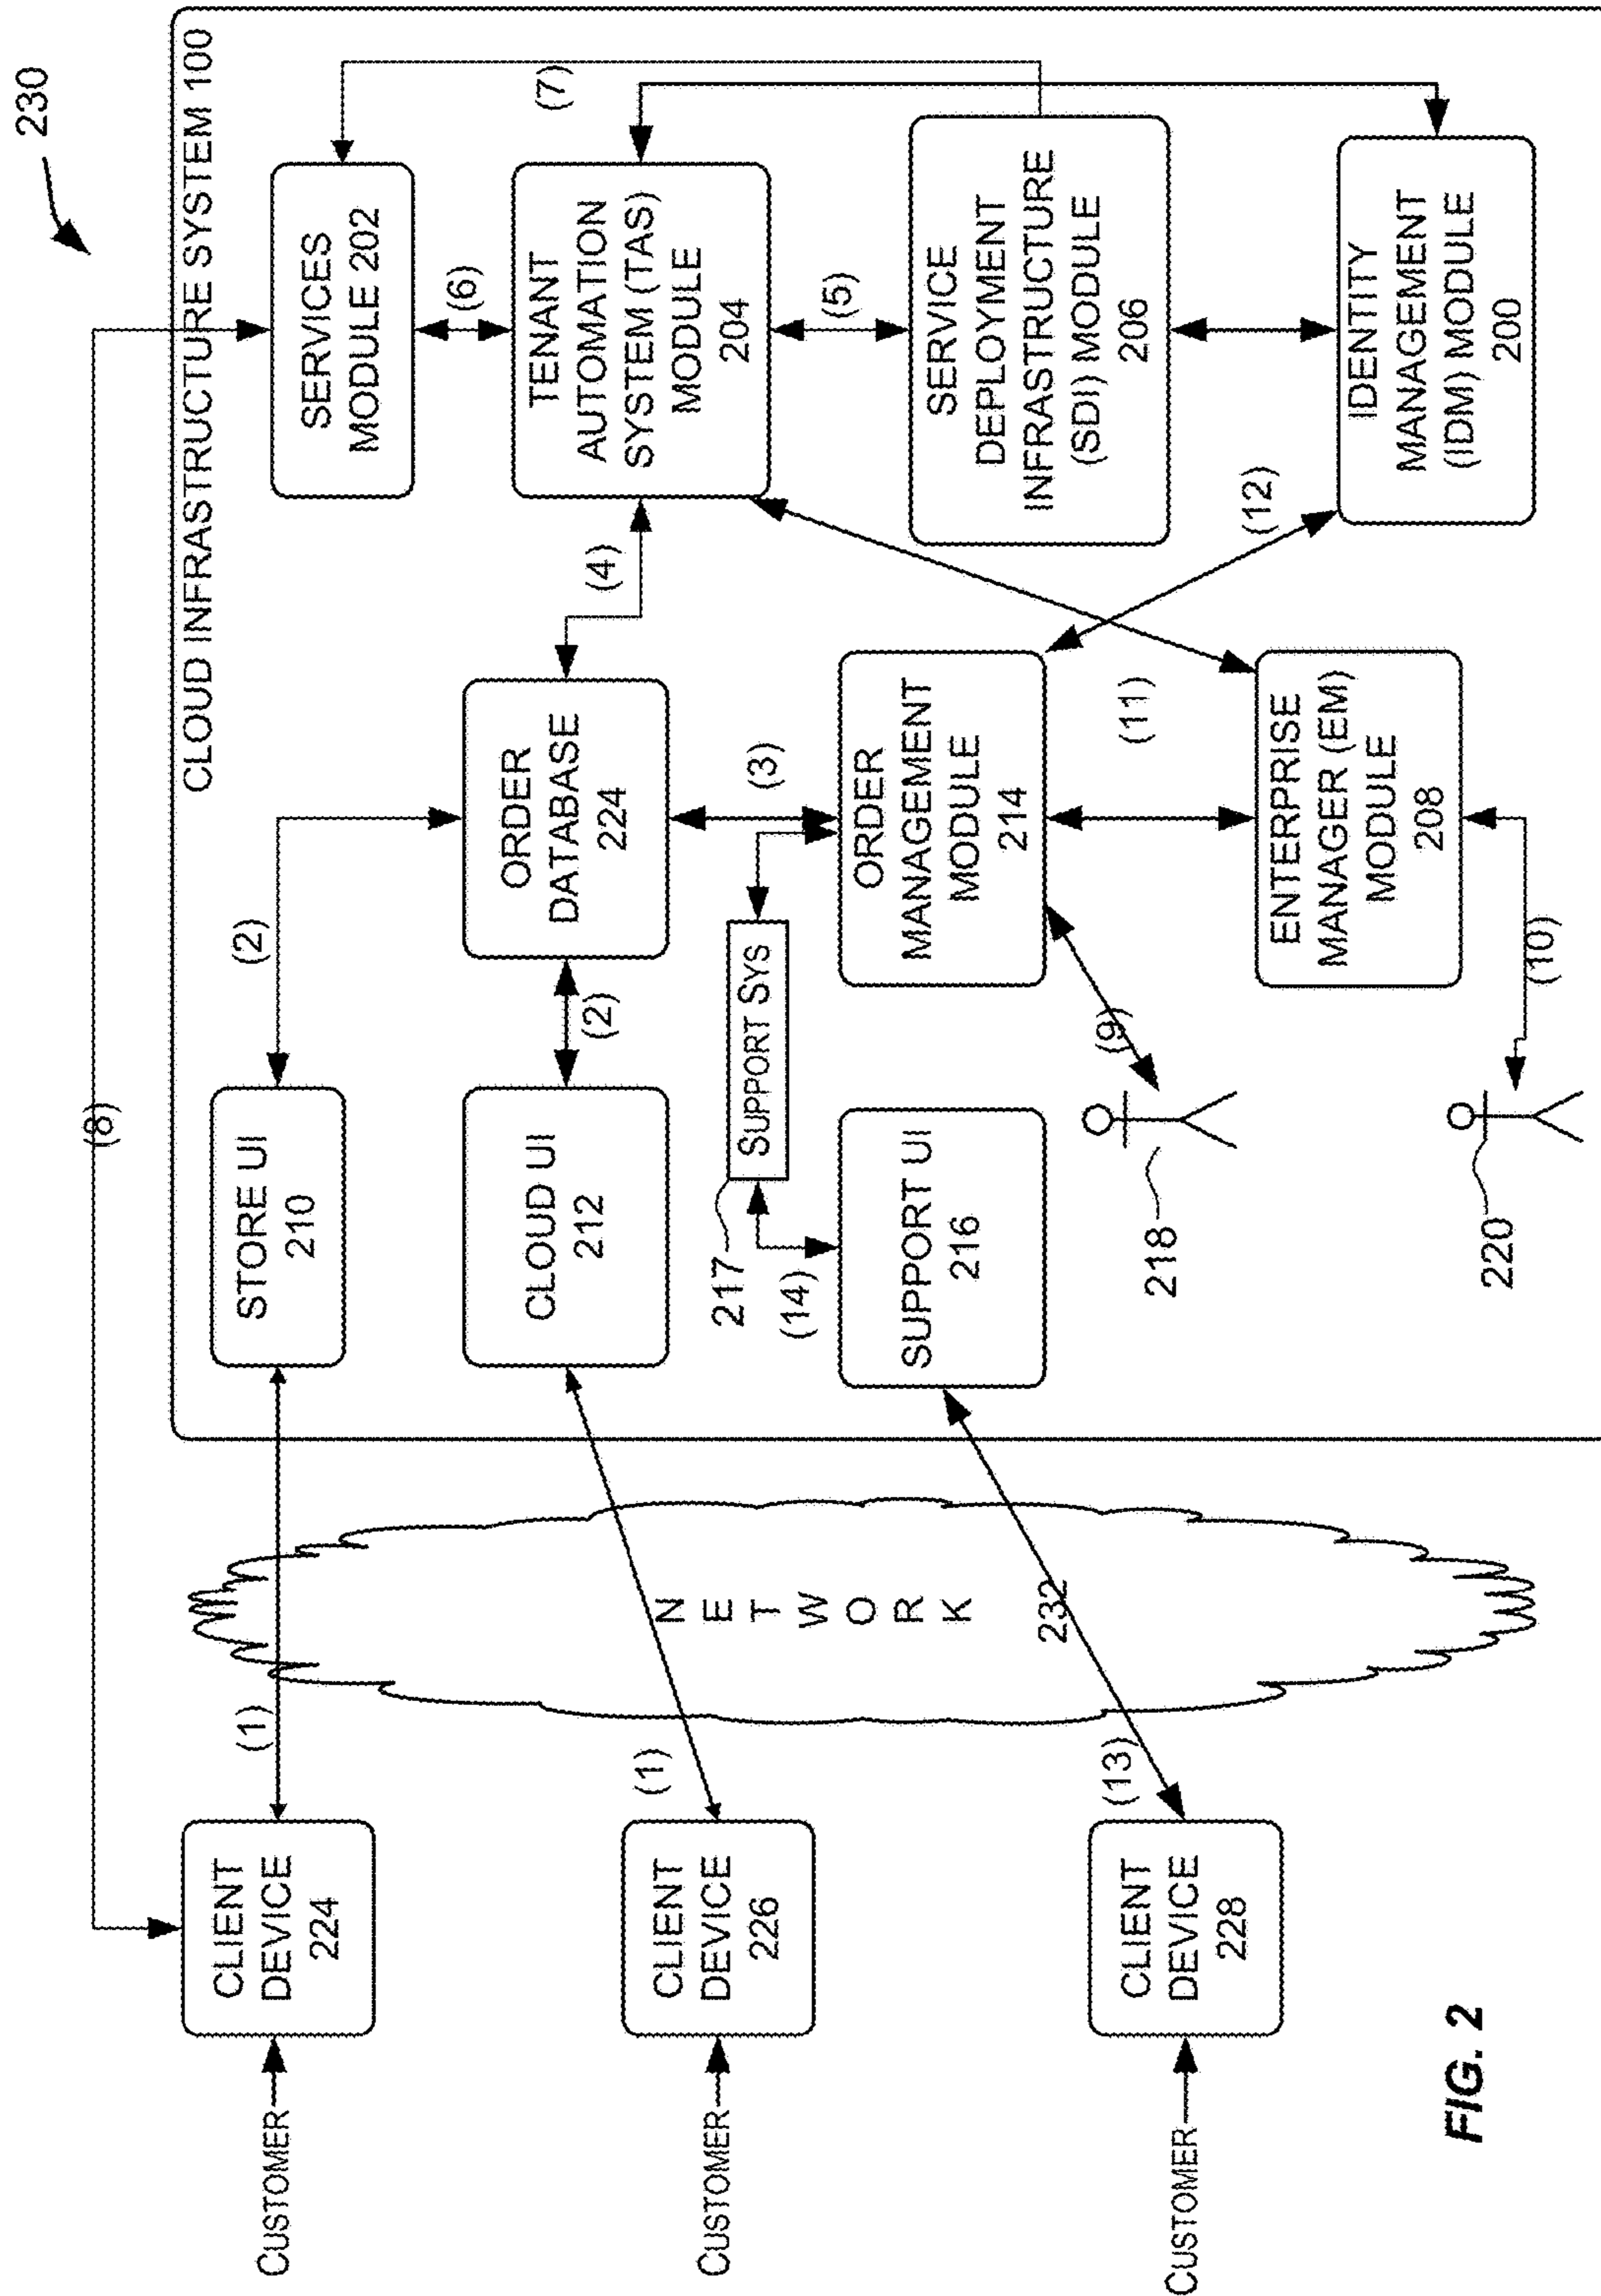 230
CLOUD INFRASTRUCTURE SYSTEM 100
(8)
CUSTOMER
CLIENT
DEVICE
224
(1)
STORE UI
210
(2)
SERVICES
MODULE 202
(7)
(6)
CUSTOMER
CLIENT
DEVICE
226
(1)
CLOUD UI
212
(2)
ORDER
DATABASE
224
(4)
TENANT
AUTOMATION
SYSTEM (TAS)
MODULE
204
(5)
N
E
T
W
O
R
K
232
217
(14)
SUPPORT SYS
(3)
CUSTOMER
CLIENT
DEVICE
228
(13)
SUPPORT UI
216
ORDER
MANAGEMENT
MODULE
214
SERVICE
DEPLOYMENT
INFRASTRUCTURE
(SDI) MODULE
206
218
(9)
(11)
(12)
220
(10)
ENTERPRISE
MANAGER (EM)
MODULE
208
IDENTITY
MANAGEMENT
(IDM) MODULE
200
FIG. 2